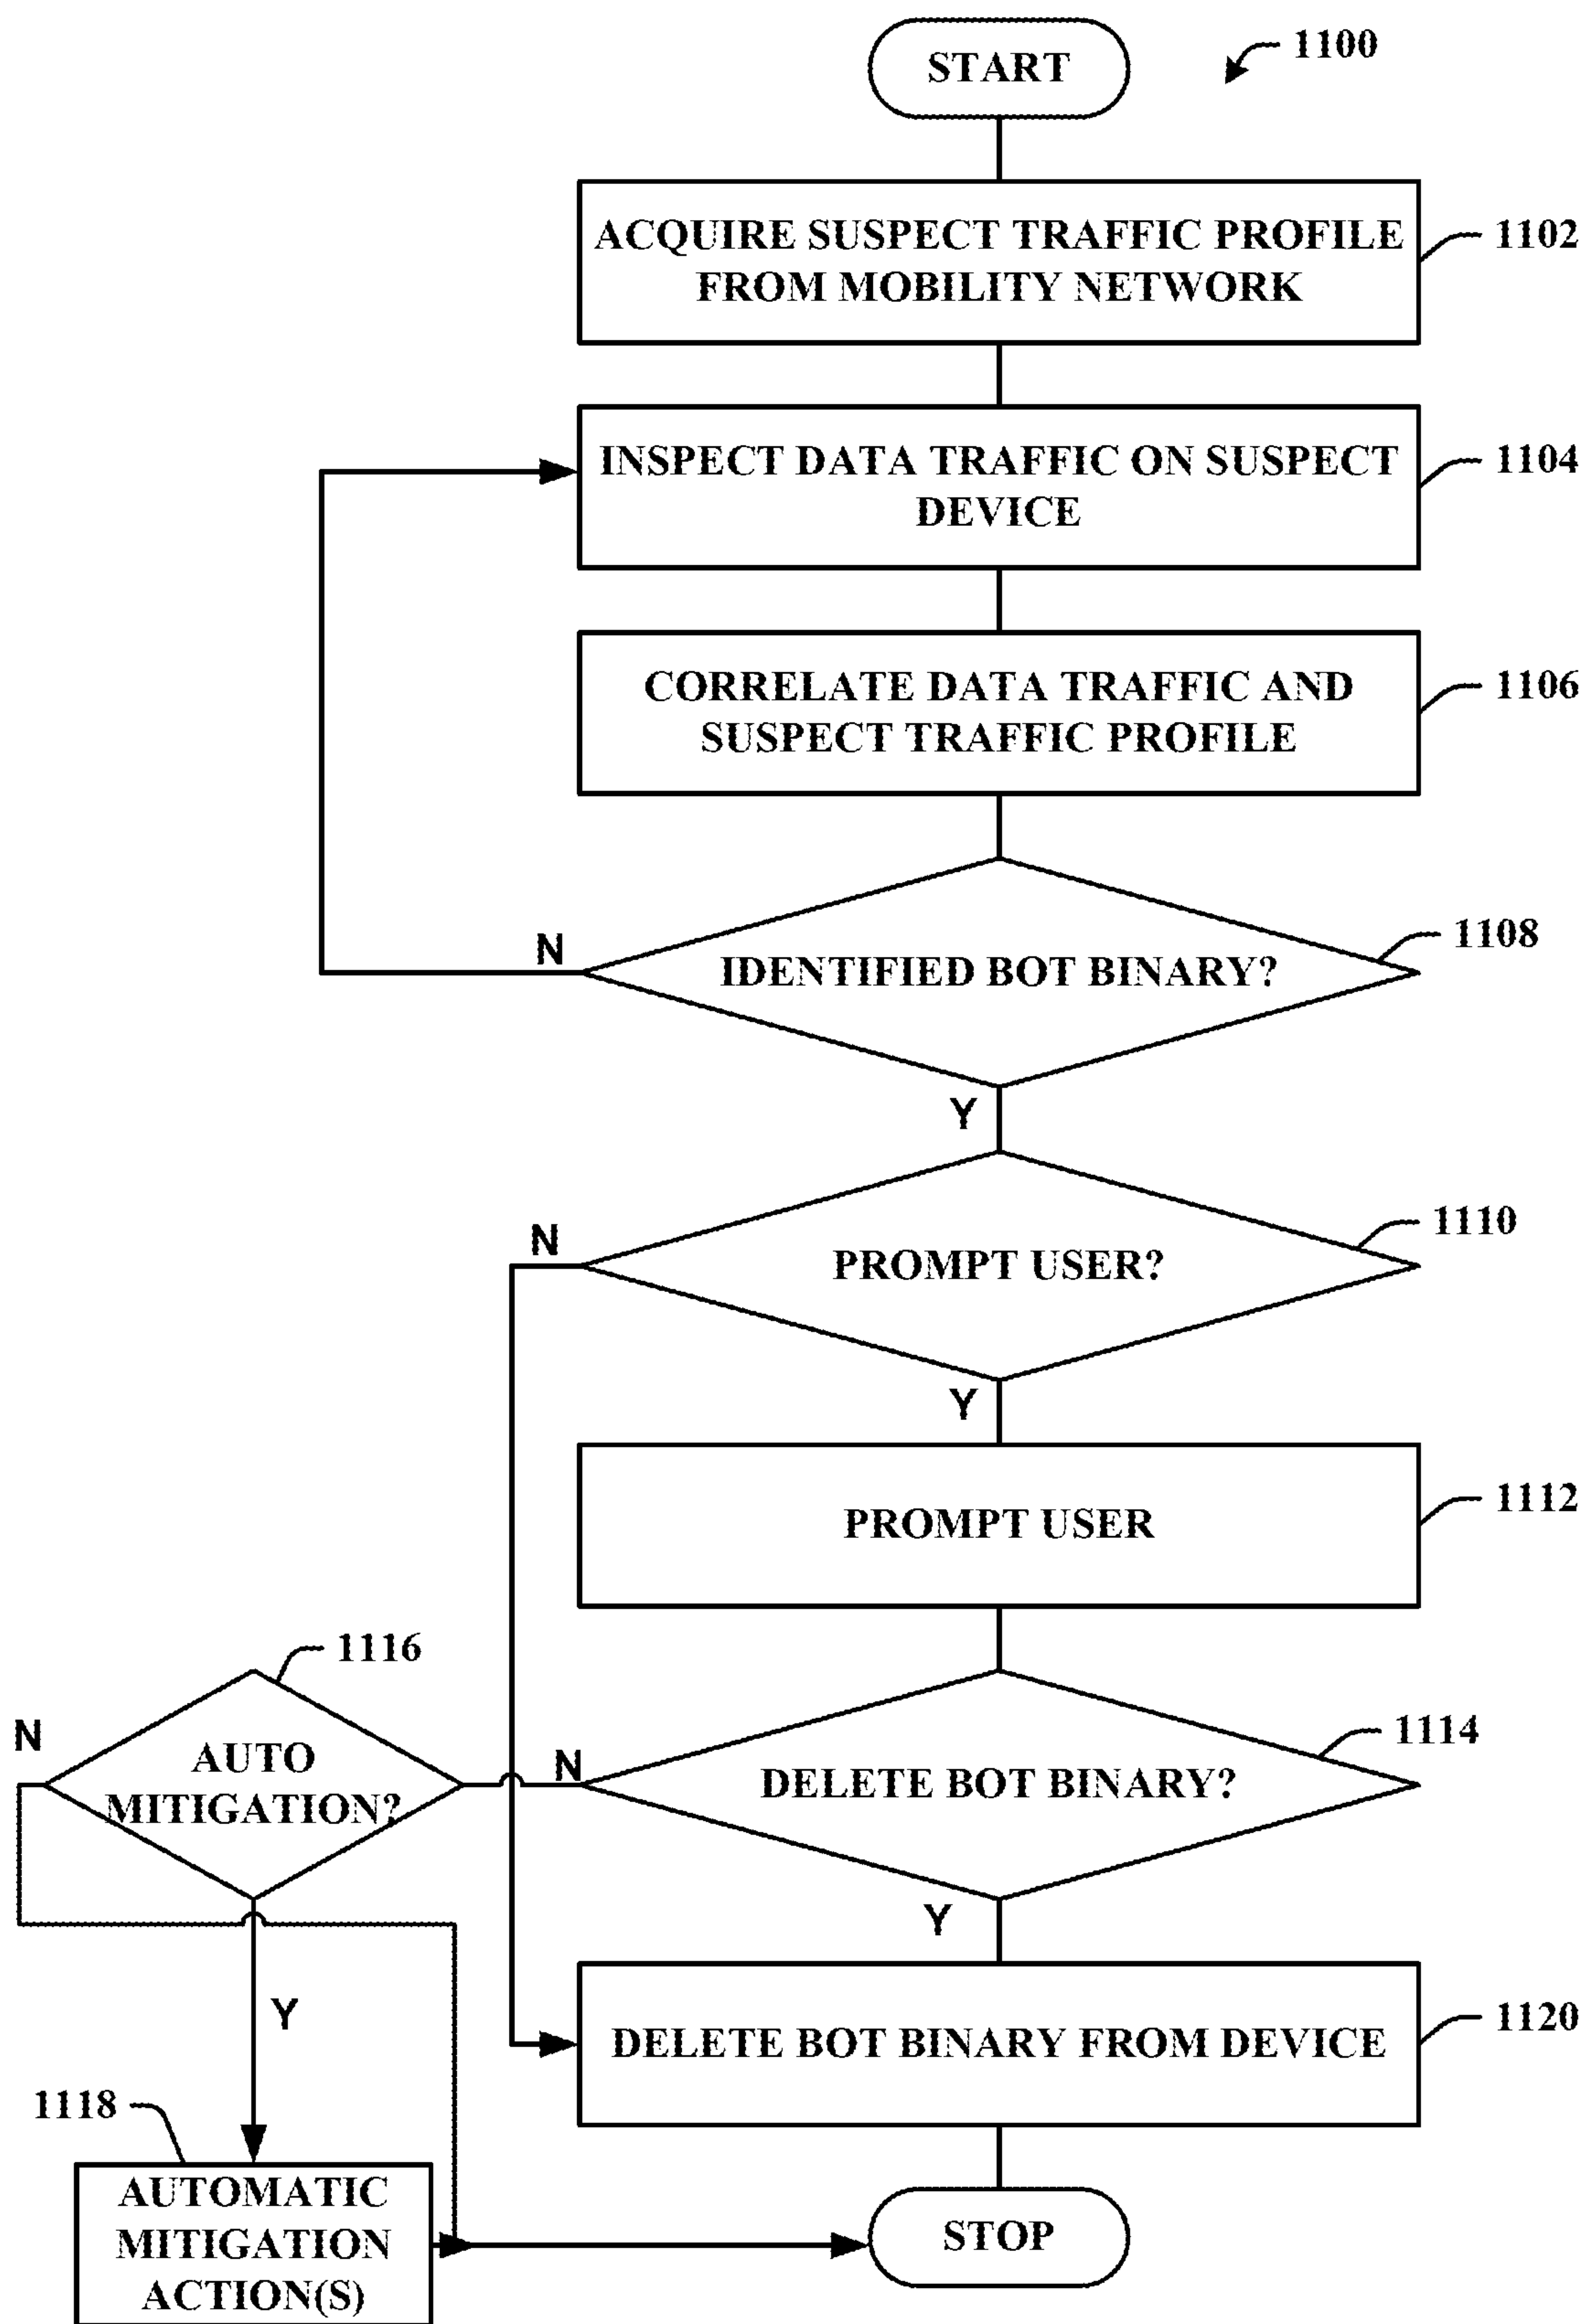 START
1100
ACQUIRE SUSPECT TRAFFIC PROFILE
FROM MOBILITY NETWORK
1102
INSPECT DATA TRAFFIC ON SUSPECT
DEVICE
1104
CORRELATE DATA TRAFFIC AND
SUSPECT TRAFFIC PROFILE
1106
IDENTIFIED BOT BINARY?
1108
N
Y
PROMPT USER?
1110
N
Y
PROMPT USER
1112
DELETE BOT BINARY?
1114
N
Y
AUTO
MITIGATION?
1116
N
Y
DELETE BOT BINARY FROM DEVICE
1120
1118
AUTOMATIC
MITIGATION
ACTION(S)
STOP